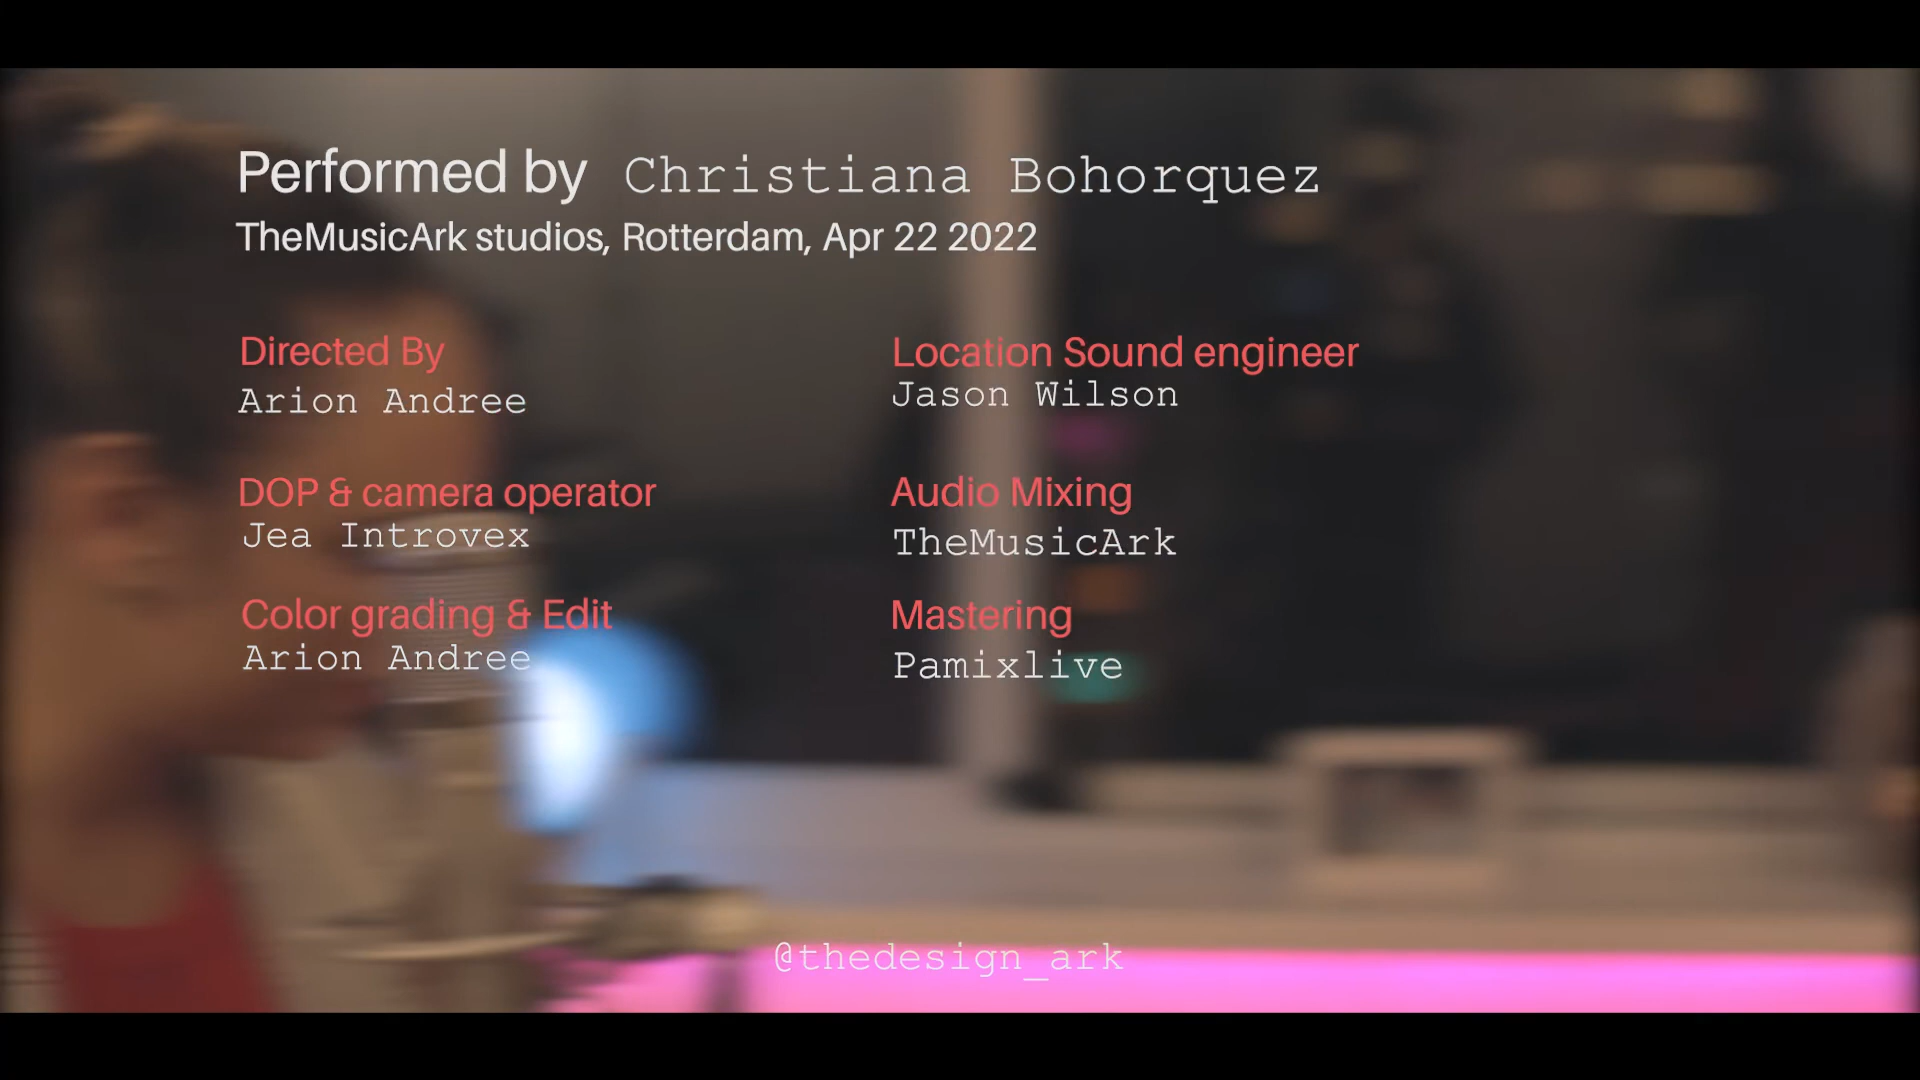 Performed by Christiana Bohorquez
TheMusicArk studios, Rotterdam, Apr 22 2022
Directed By
Arion Andree
DOP & camera operator
Jea Introvex
Color grading & Edit
Arion Andree
Location Sound engineer
Jason Wilson
Audio Mixing
TheMusicArk
Mastering
Pamixlive
@thedesign_ark